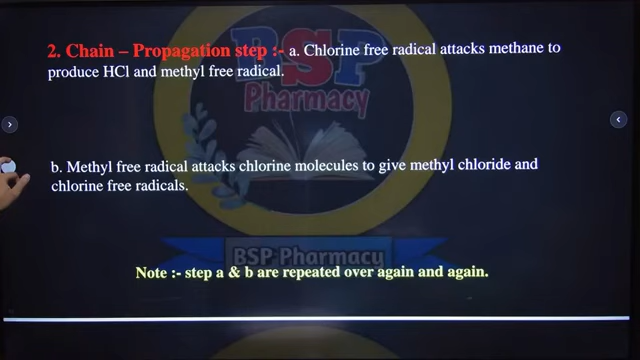 2. Chain – Propagation step :- a. Chlorine free radical attacks methane to
produce HCl and methyl free radical.
BSP
Pharmacy
b. Methyl free radical attacks chlorine molecules to give methyl chloride and
chlorine free radicals.
BSP Pharmacy
Note :- step a & b are repeated over again and again.